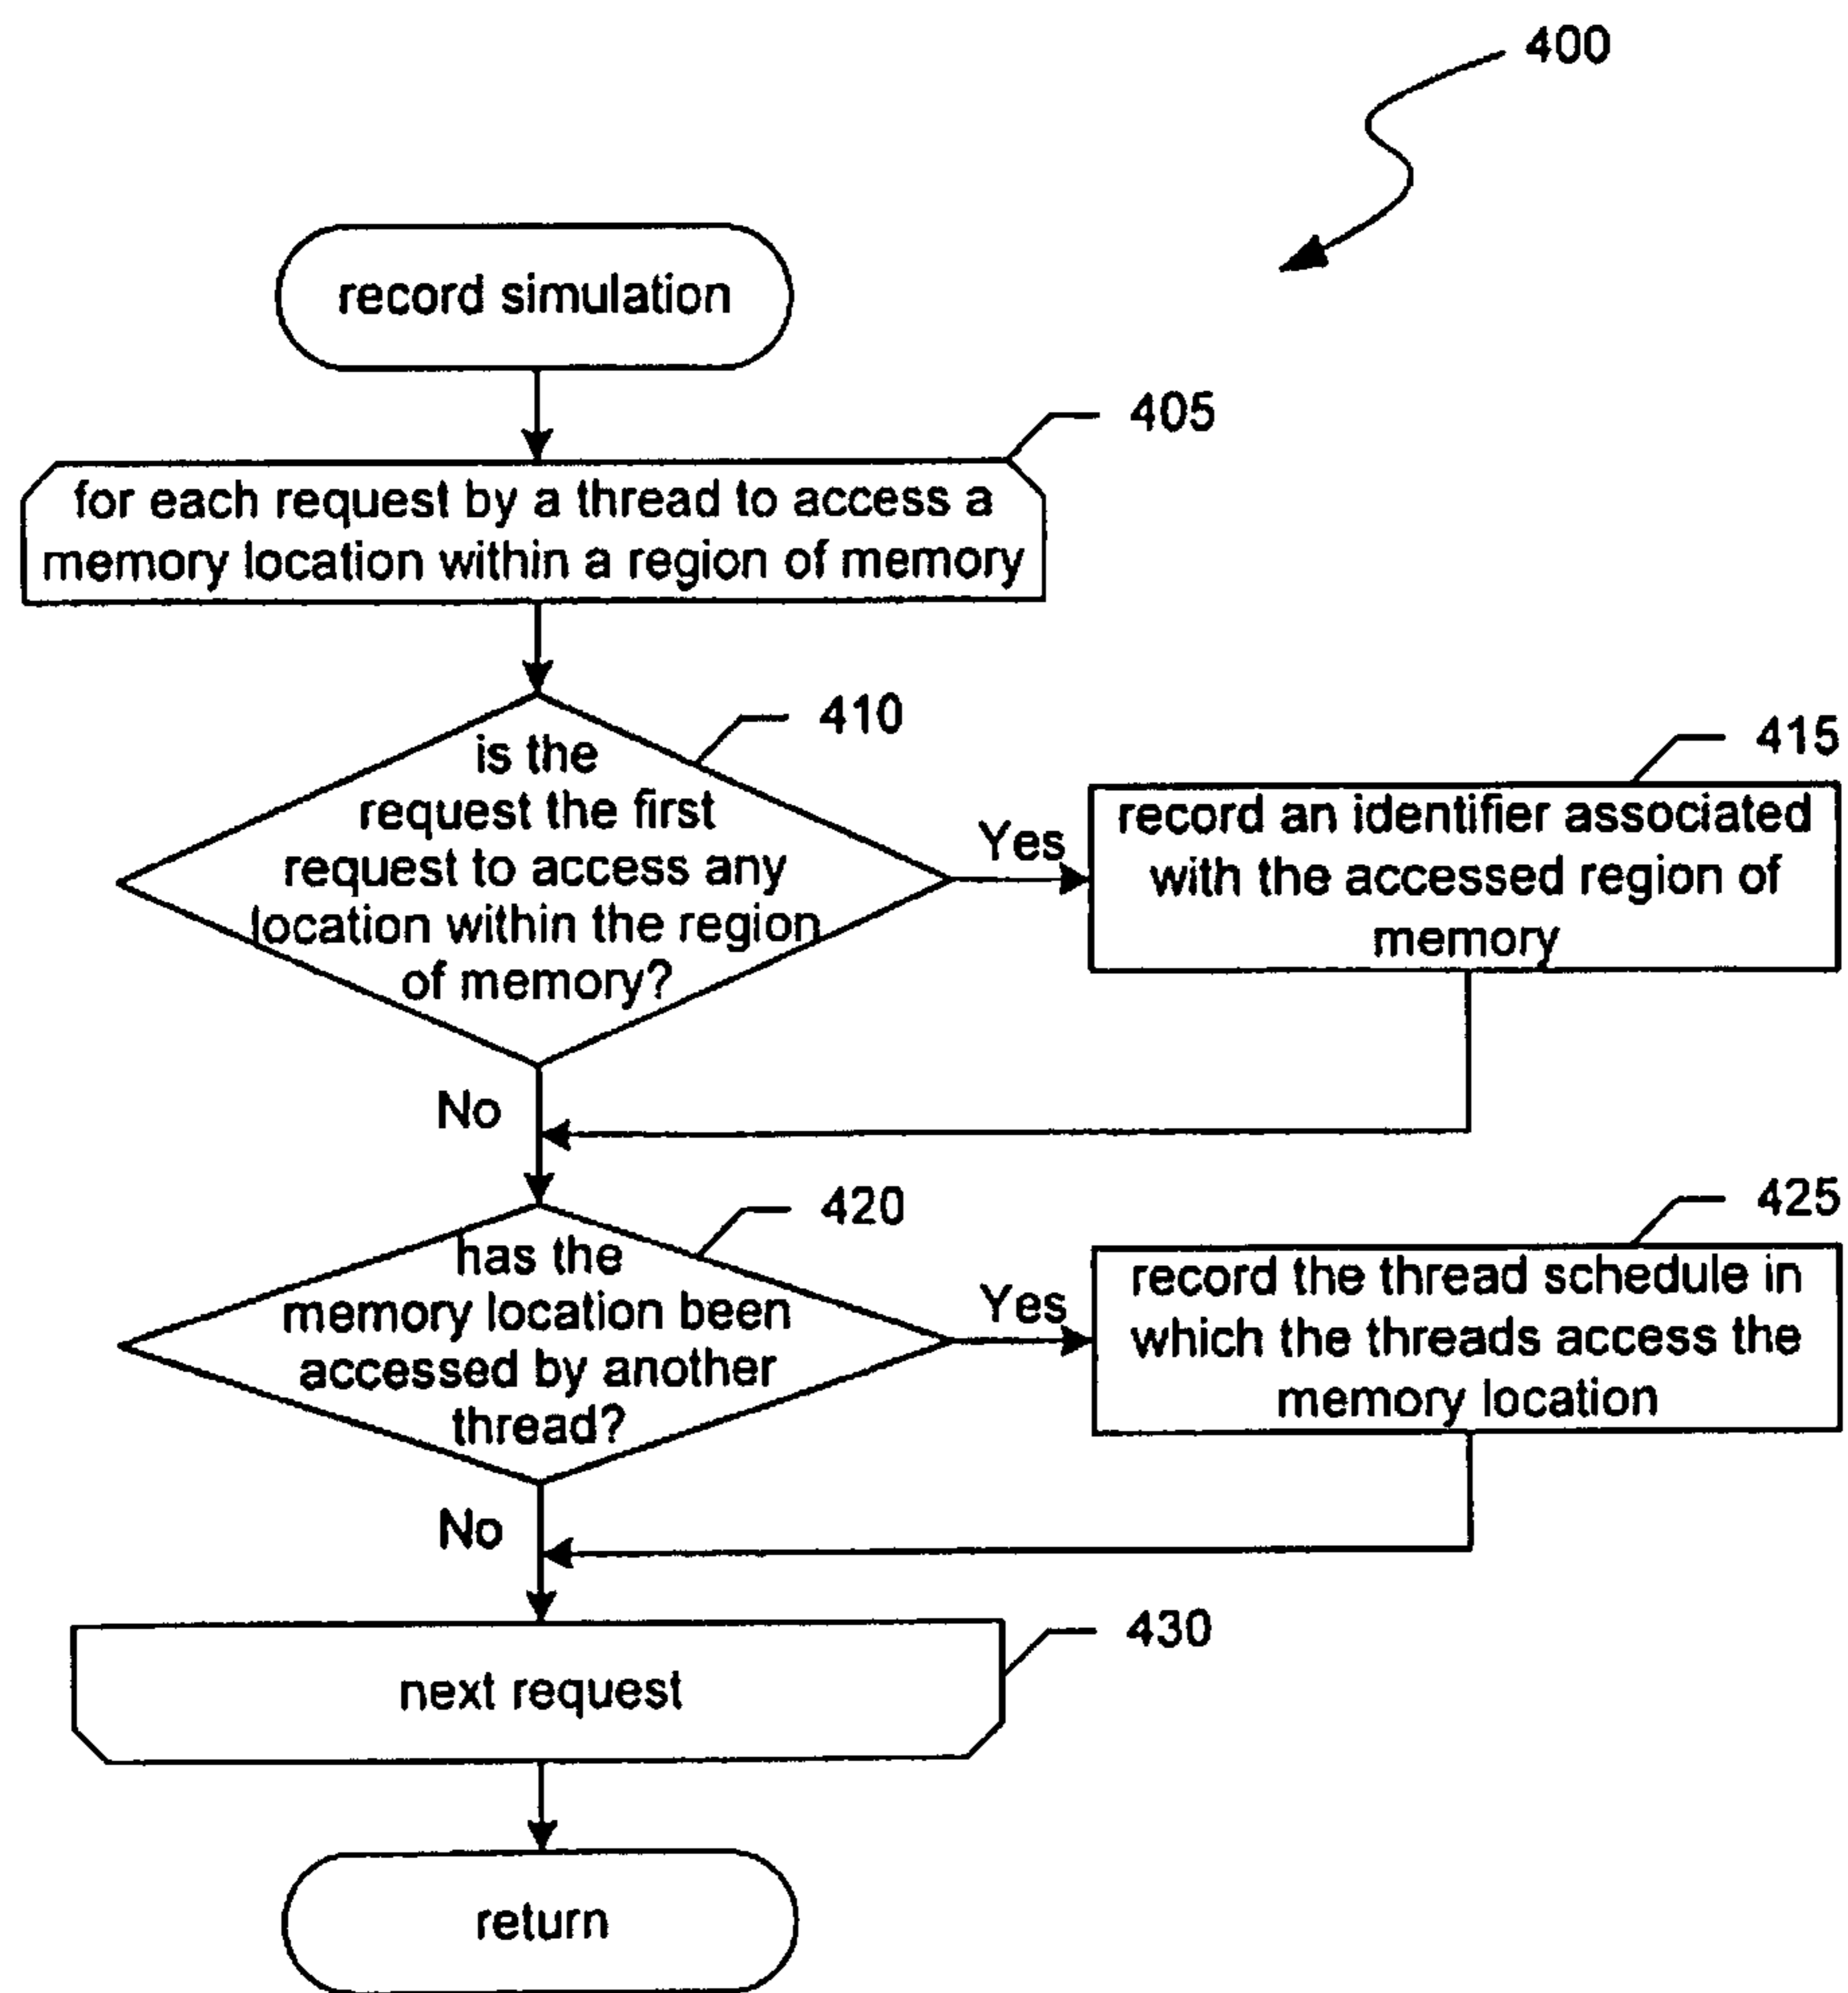 400
record simulation
405
for each request by a thread to access a
memory location within a region of memory
410
is the
request the first
request to access any
location within the region
of memory?
Yes
415
record an identifier associated
with the accessed region of
memory
No
420
has the
memory location been
accessed by another
thread?
Yes
425
record the thread schedule in
which the threads access the
memory location
No
430
next request
return